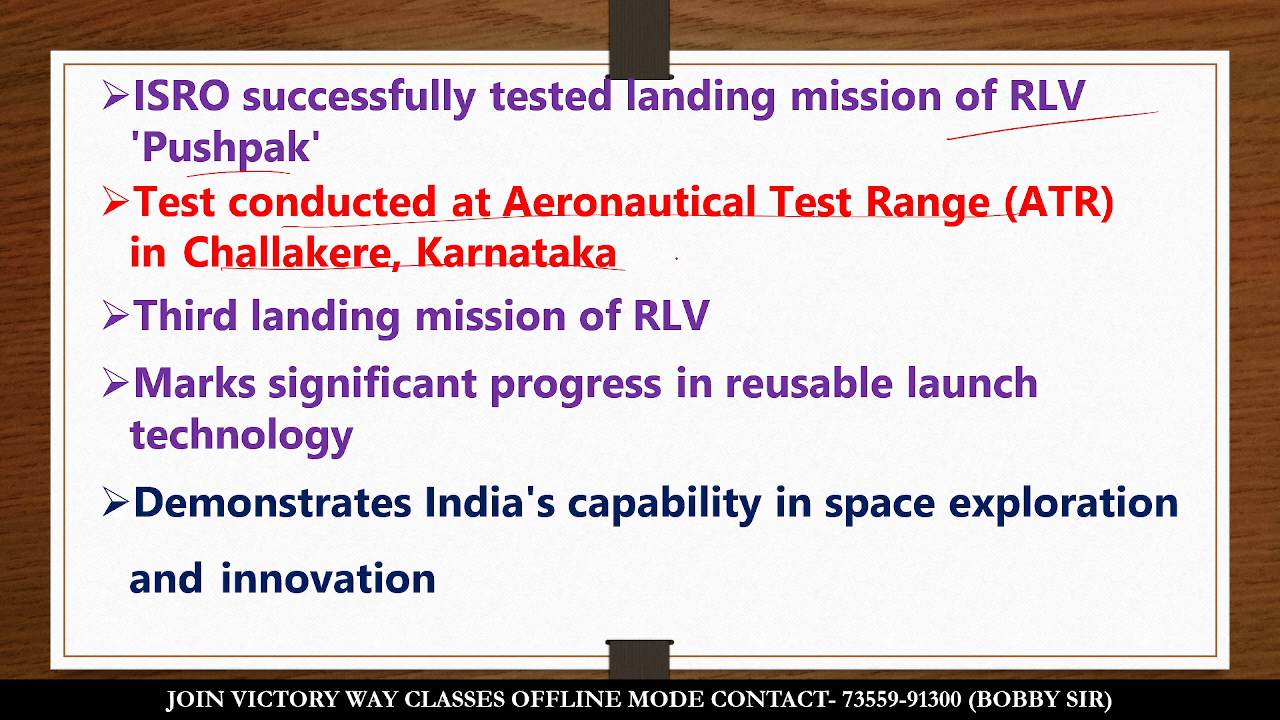 ➢ISRO successfully tested landing mission of RLV
'Pushpak'
➢Test conducted at Aeronautical Test Range (ATR)
in Challakere, Karnataka
➢Third landing mission of RLV
➢Marks significant progress in reusable launch
technology
➢Demonstrates India's capability in space exploration
and innovation
JOIN VICTORY WAY CLASSES OFFLINE MODE CONTACT- 73559-91300 (BOBBY SIR)